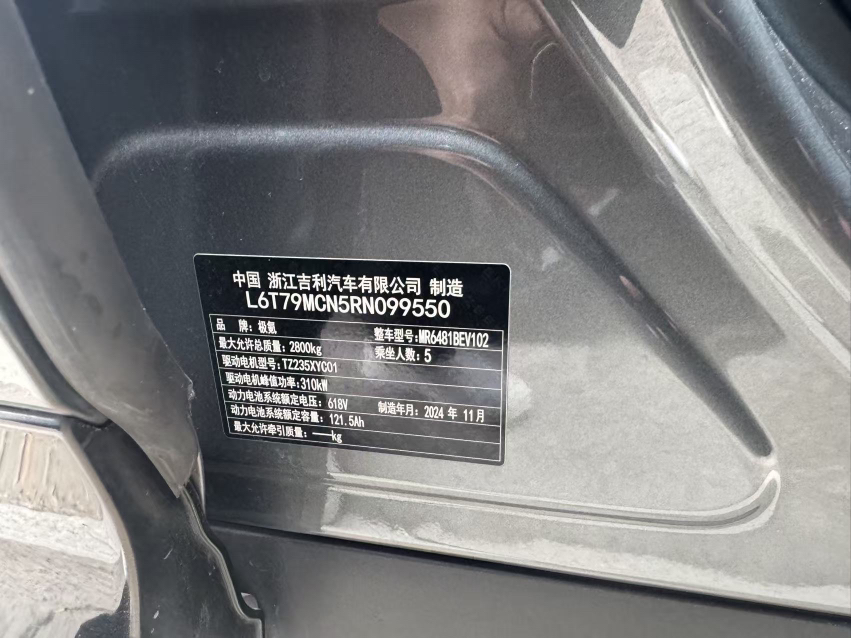 中国 浙江吉利汽车有限公司 制造
L6T79MCN5RN099550
品 牌：极氪 整车型号：MR6481BEV102
最大允许总质量：2800kg 乘坐人数：5
驱动电机型号：TZ235XYC01
驱动电机峰值功率：310kW
动力电池系统额定电压：618V 制造年月：2024 年 11 月
动力电池系统额定容量：121.5Ah
最大允许牵引质量：——kg